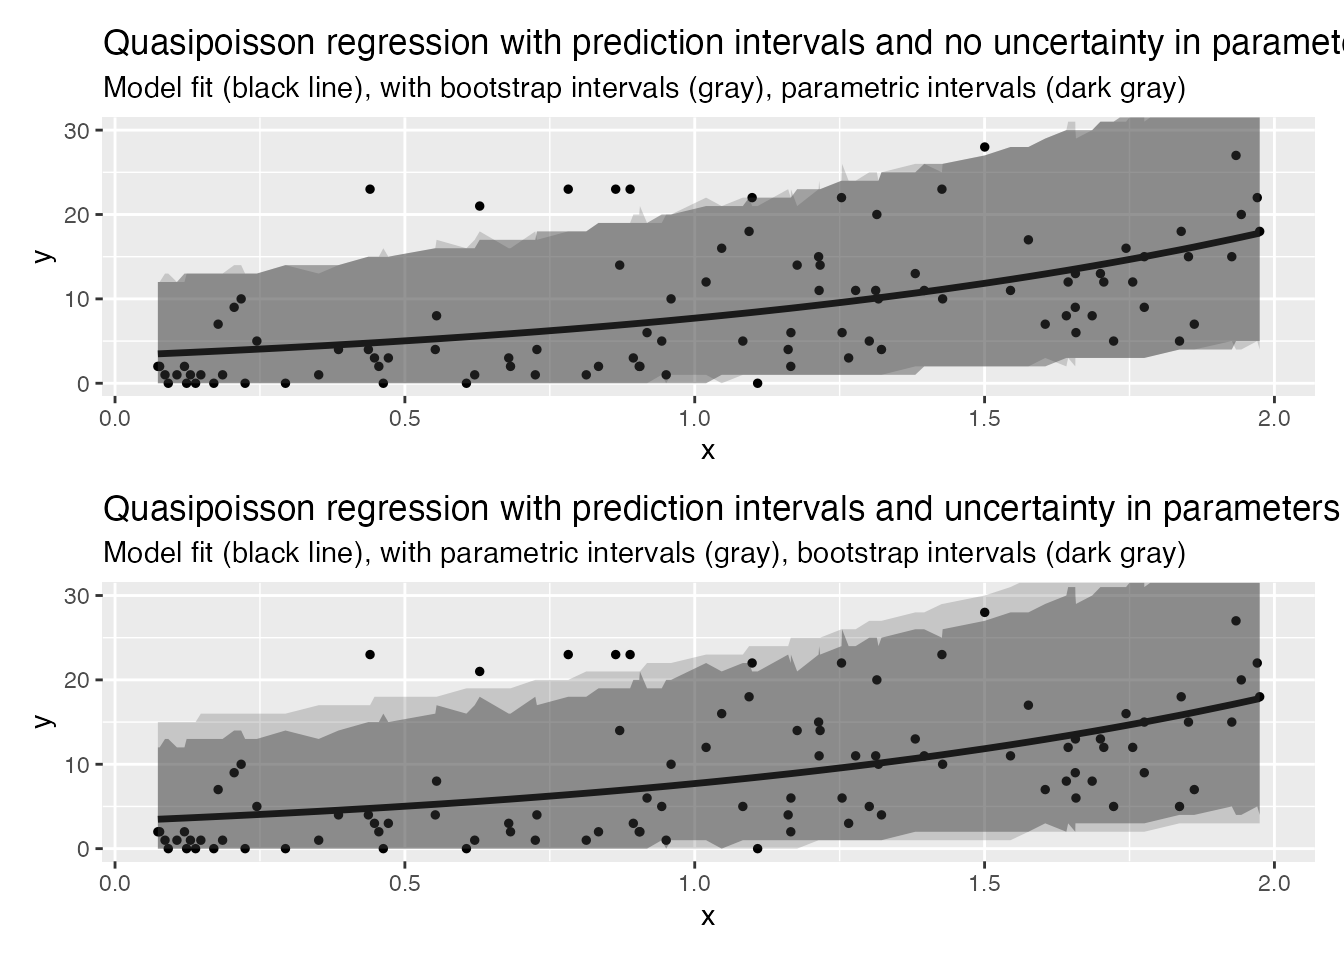 Quasipoisson regression with prediction intervals and no uncertainty in paramet
Model fit (black line), with bootstrap intervals (gray), parametric intervals (dark gray)
30
20
10
0
y
0.0 0.5 1.0 1.5 2.0
x
Quasipoisson regression with prediction intervals and uncertainty in parameters
Model fit (black line), with parametric intervals (gray), bootstrap intervals (dark gray)
30
20
10
0
y
0.0 0.5 1.0 1.5 2.0
x